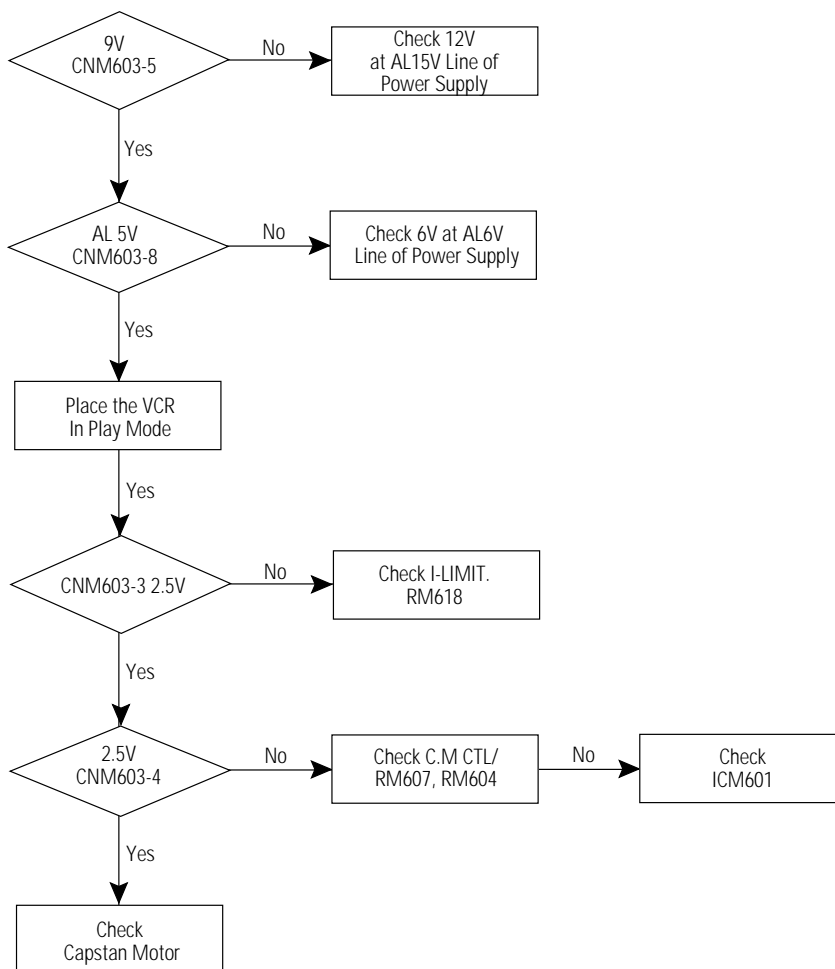 9V
CNM603-5
No
Check 12V
at AL15V Line of
Power Supply
Yes
AL 5V
CNM603-8
No
Check 6V at AL6V
Line of Power Supply
Yes
Place the VCR
In Play Mode
Yes
CNM603-3 2.5V
No
Check I-LIMIT.
RM618
Yes
2.5V
CNM603-4
No
Check C.M CTL/
RM607, RM604
No
Check
ICM601
Yes
Check
Capstan Motor